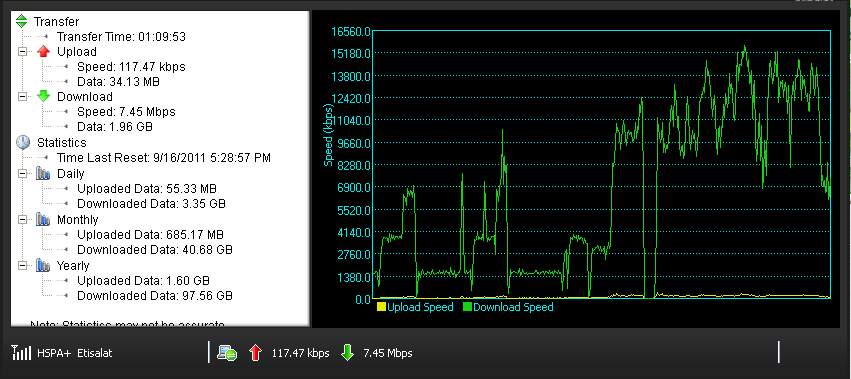 Transfer
Transfer Time: 01:09:53
Upload
Speed: 117.47 kbps
Data: 34.13 MB
Download
Speed: 7.45 Mbps
Data: 1.96 GB
Statistics
Time Last Reset: 9/16/2011 5:28:57 PM
Daily
Uploaded Data: 55.33 MB
Downloaded Data: 3.35 GB
Monthly
Uploaded Data: 685.17 MB
Downloaded Data: 40.68 GB
Yearly
Uploaded Data: 1.60 GB
Downloaded Data: 97.56 GB
Note: Statistics may not be accurate
Speed (kbps)
16560.0
15180.0
13800.0
12420.0
11040.0
9660.0
8280.0
6900.0
5520.0
4140.0
2760.0
1380.0
0.0
Upload Speed Download Speed
HSPA+ Etisalat 117.47 kbps 7.45 Mbps